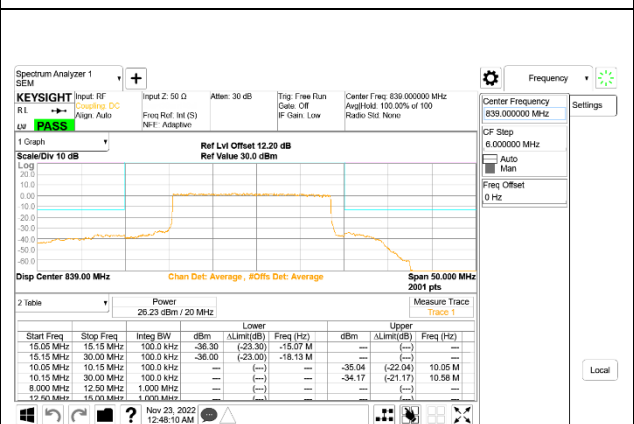 Spectrum Analyzer 1
SEM
Frequency
KEYSIGHT
RL
LXI PASS
Input: RF
Coupling: DC
Align: Auto
Input Z: 50 Ω
Freq Ref: Int (S)
NFE: Adaptive
Atten: 30 dB
Trig: Free Run
Gate: Off
IF Gain: Low
Center Freq: 839.000000 MHz
Avg|Hold: 100.00% of 100
Radio Std: None
Center Frequency
839.000000 MHz
Settings
CF Step
6.000000 MHz
Auto
Man
Freq Offset
0 Hz
Local
1 Graph
Ref Lvl Offset 12.20 dB
Scale/Div 10 dB
Ref Value 30.0 dBm
Log
20.0
10.0
0.00
-10.0
-20.0
-30.0
-40.0
-50.0
-60.0
Disp Center 839.00 MHz
Chan Det: Average , #Offs Det: Average
Span 50.000 MHz
2001 pts
2 Table
Power
26.23 dBm / 20 MHz
Measure Trace
Trace 1
Lower Upper
Start Freq Stop Freq Integ BW dBm ΔLimit(dB) Freq (Hz) dBm ΔLimit(dB) Freq (Hz)
15.05 MHz 15.15 MHz 100.0 kHz -36.30 (-23.30) -15.07 M --- (---) ---
15.15 MHz 30.00 MHz 100.0 kHz -36.00 (-23.00) -18.13 M --- (---) ---
10.05 MHz 10.15 MHz 100.0 kHz --- (---) --- -35.04 (-22.04) 10.05 M
10.15 MHz 30.00 MHz 100.0 kHz --- (---) --- -34.17 (-21.17) 10.58 M
8.000 MHz 12.50 MHz 1.000 MHz --- (---) --- --- (---) ---
12.50 MHz 15.00 MHz 1.000 MHz --- (---) --- --- (---) ---
?
Nov 23, 2022
12:48:10 AM